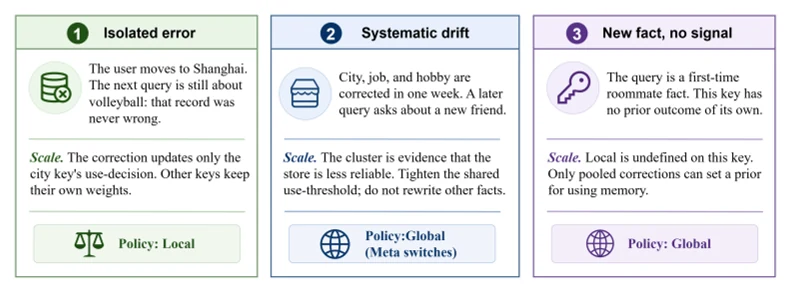 1 Isolated error
The user moves to Shanghai.
The next query is still about
volleyball: that record was
never wrong.
Scale. The correction updates only the
city key's use-decision. Other keys keep
their own weights.
Policy: Local
2 Systematic drift
City, job, and hobby are
corrected in one week. A later
query asks about a new friend.
Scale. The cluster is evidence that the
store is less reliable. Tighten the shared
use-threshold; do not rewrite other facts.
Policy:Global
(Meta switches)
3 New fact, no signal
The query is a first-time
roommate fact. This key has
no prior outcome of its own.
Scale. Local is undefined on this key.
Only pooled corrections can set a prior
for using memory.
Policy: Global